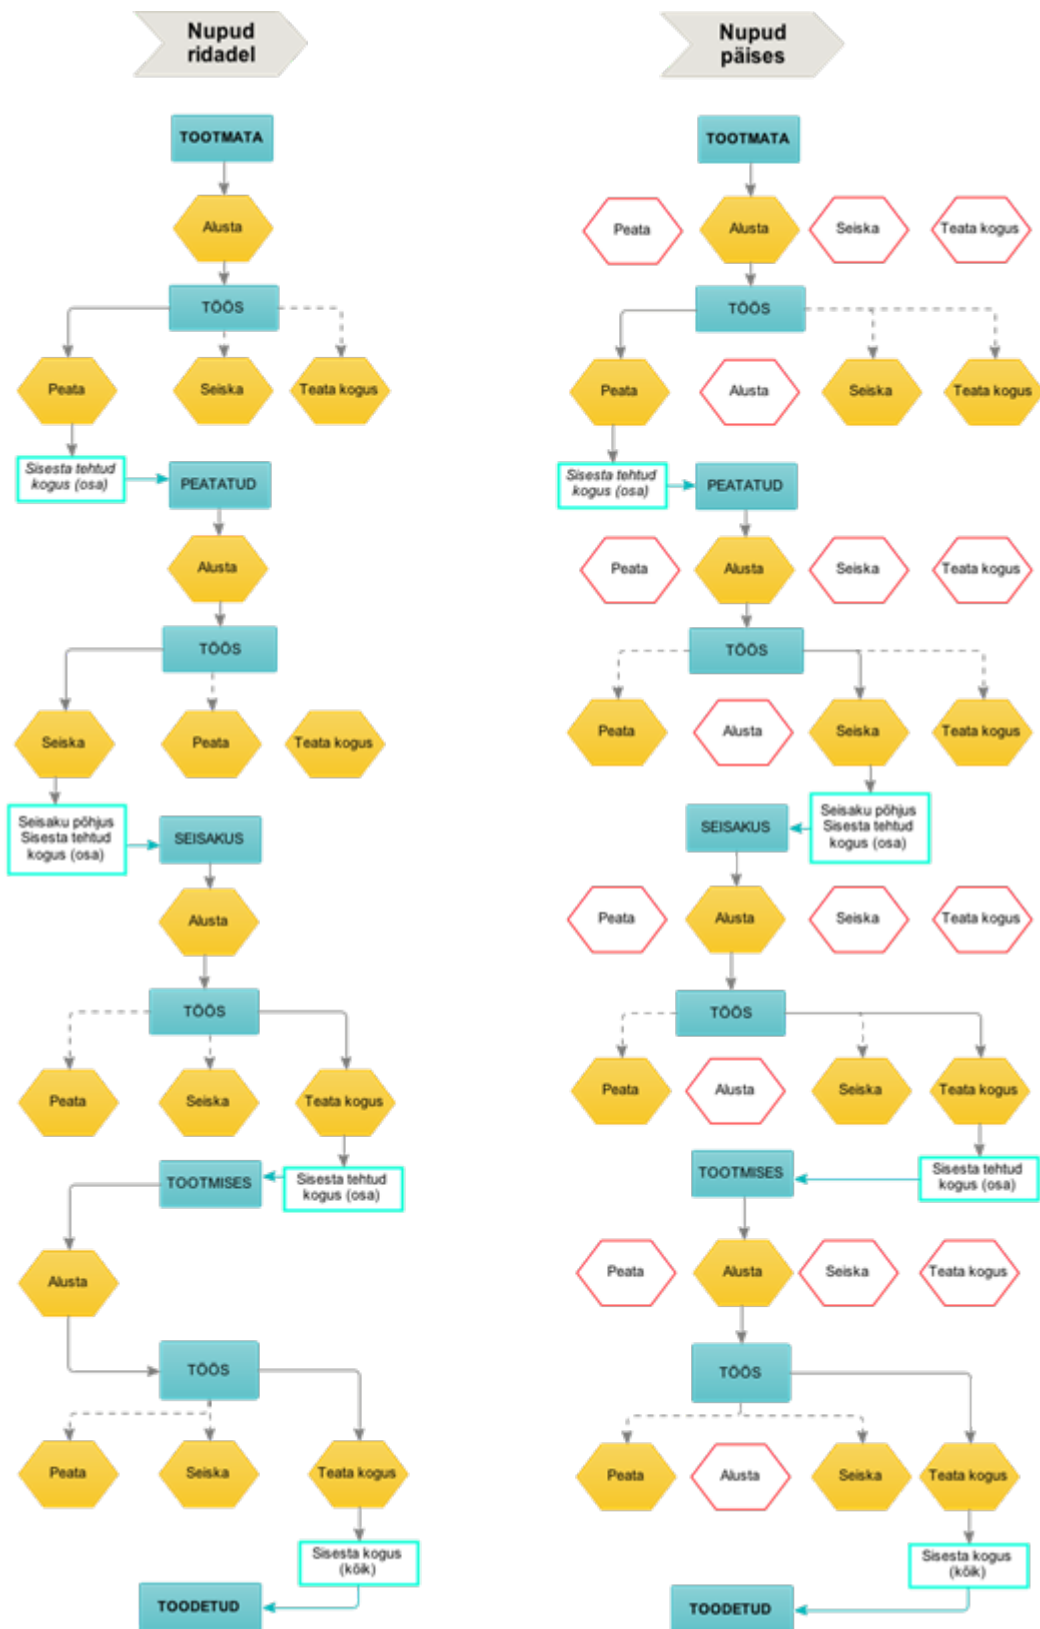 Nupud
ridadel
TOOTMATA
Alusta
TÖÖS
Peata
Seiska
Teata kogus
Sisesta tehtud
kogus (osa)
PEATATUD
Alusta
TÖÖS
Seiska
Peata
Teata kogus
Seisaku põhjus
Sisesta tehtud
kogus (osa)
SEISAKUS
Alusta
TÖÖS
Peata
Seiska
Teata kogus
TOOTMISES
Sisesta tehtud
kogus (osa)
Alusta
TÖÖS
Peata
Seiska
Teata kogus
Sisesta kogus
(kõik)
TOODETUD
Nupud
päises
TOOTMATA
Peata
Alusta
Seiska
Teata kogus
TÖÖS
Peata
Alusta
Seiska
Teata kogus
Sisesta tehtud
kogus (osa)
PEATATUD
Peata
Alusta
Seiska
Teata kogus
TÖÖS
Peata
Alusta
Seiska
Teata kogus
SEISAKUS
Seisaku põhjus
Sisesta tehtud
kogus (osa)
Peata
Alusta
Seiska
Teata kogus
TÖÖS
Peata
Alusta
Seiska
Teata kogus
TOOTMISES
Sisesta tehtud
kogus (osa)
Peata
Alusta
Seiska
Teata kogus
TÖÖS
Peata
Alusta
Seiska
Teata kogus
Sisesta kogus
(kõik)
TOODETUD